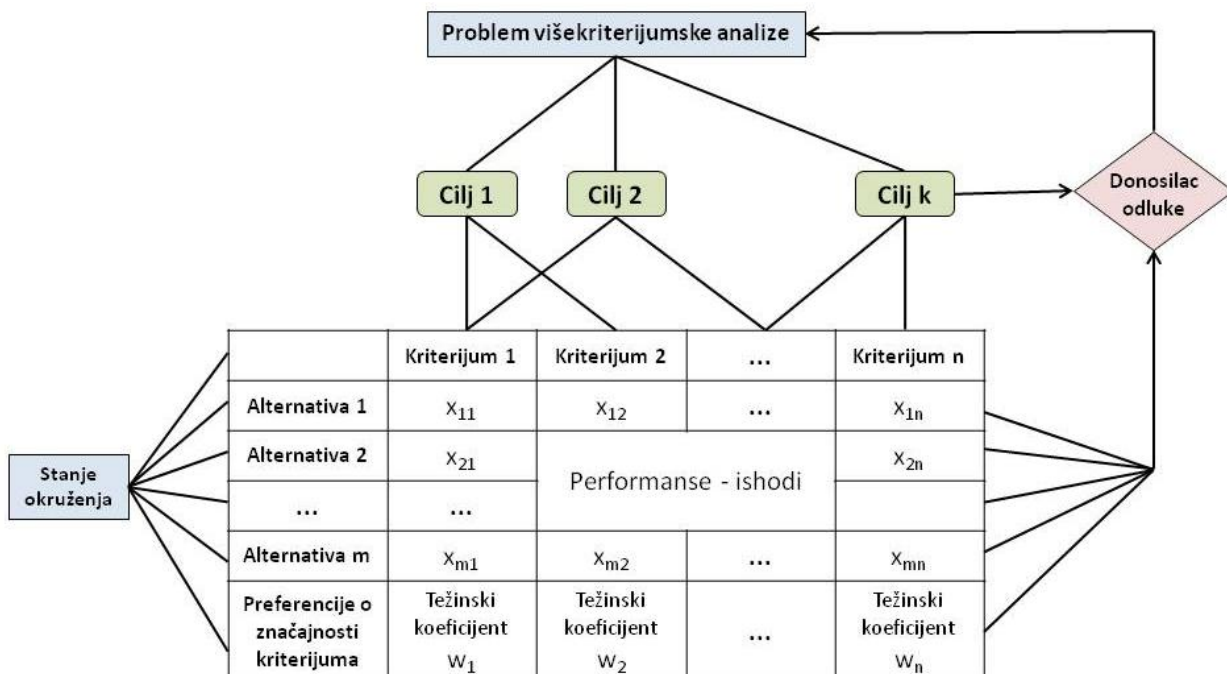 Problem višekriterijumske analize
Cilj 1
Cilj 2
Cilj k
Donosilac
odluke
Kriterijum 1 Kriterijum 2 ... Kriterijum n
Alternativa 1 x11 x12 ... x1n
Alternativa 2 x21 x2n
Stanje
okruženja
Performanse - ishodi
... ...
Alternativa m xm1 xm2 ... xmn
Preferencije o
značajnosti
kriterijuma
Težinski
koeficijent
w1
Težinski
koeficijent
w2
...
Težinski
koeficijent
wn